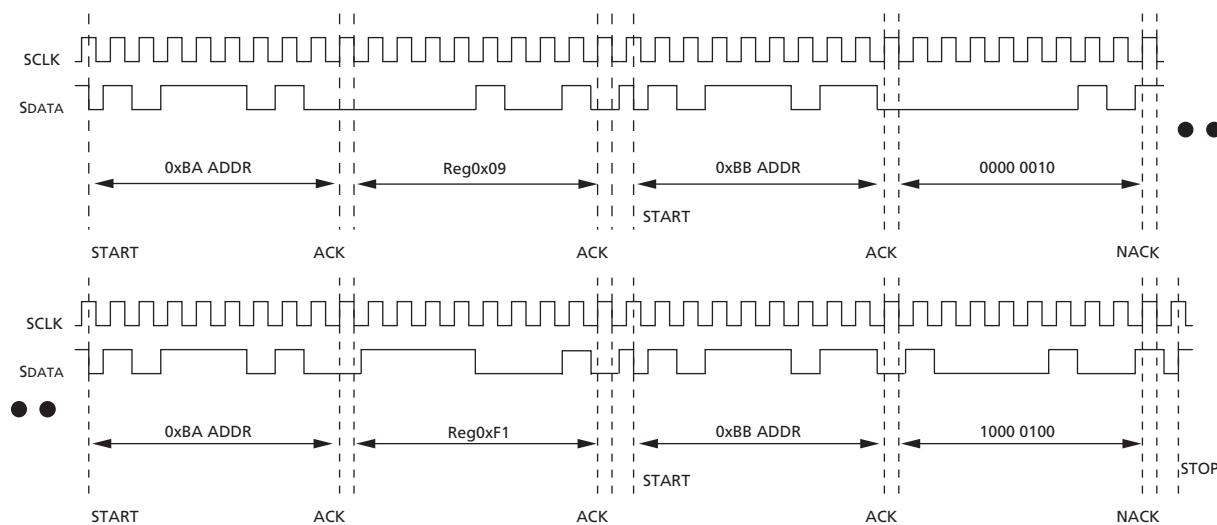 SCLK
SDATA
0xBA ADDR Reg0x09 0xBB ADDR 0000 0010
START
START ACK ACK ACK NACK
SCLK
SDATA
0xBA ADDR Reg0xF1 0xBB ADDR 1000 0100
START STOP
START ACK ACK ACK NACK